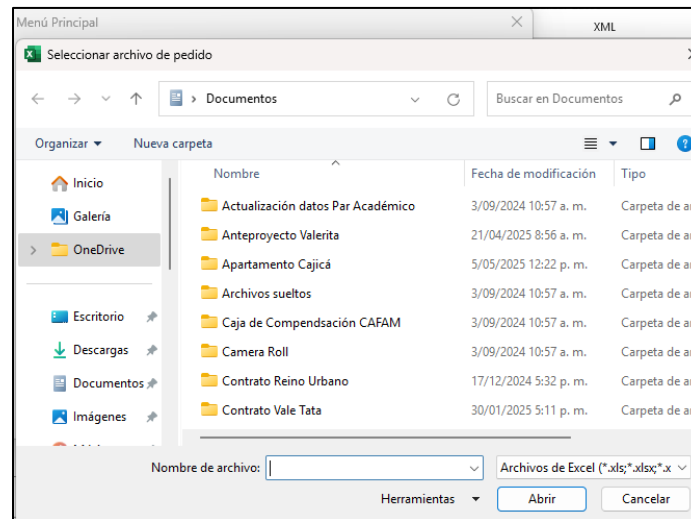 Menú Principal
XML
Seleccionar archivo de pedido
Documentos
Buscar en Documentos
Organizar
Nueva carpeta
Nombre
Fecha de modificación
Tipo
Inicio
Galería
OneDrive
Escritorio
Descargas
Documentos
Imágenes
Actualización datos Par Académico 3/09/2024 10:57 a. m. Carpeta de
Anteproyecto Valerita 21/04/2025 8:56 a. m. Carpeta de
Apartamento Cajicá 5/05/2025 12:22 p. m. Carpeta de
Archivos sueltos 3/09/2024 10:57 a. m. Carpeta de
Caja de Compendsación CAFAM 3/09/2024 10:57 a. m. Carpeta de
Camera Roll 3/09/2024 10:57 a. m. Carpeta de
Contrato Reino Urbano 17/12/2024 5:32 p. m. Carpeta de
Contrato Vale Tata 30/01/2025 5:11 p. m. Carpeta de
Nombre de archivo:
Archivos de Excel (*.xls;*.xlsx;*.x
Herramientas
Abrir
Cancelar